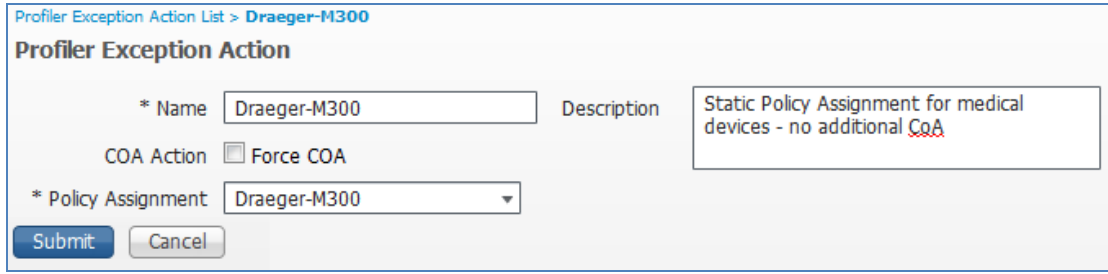 Profiler Exception Action List > Draeger-M300
Profiler Exception Action
* Name Draeger-M300 Description Static Policy Assignment for medical
devices - no additional CoA
COA Action Force COA
* Policy Assignment Draeger-M300
Submit Cancel